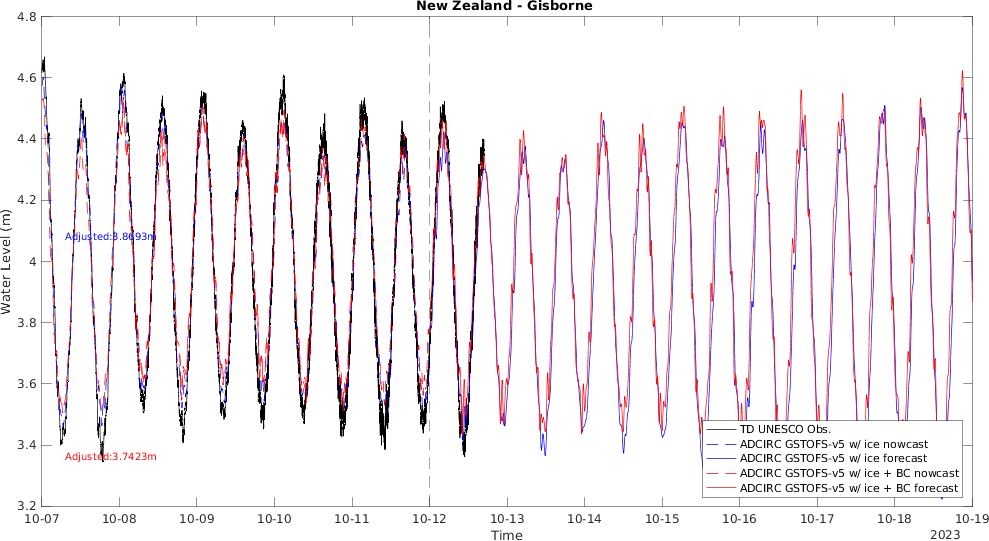 New Zealand - Gisborne
4.8
4.6
4.4
4.2
4
3.8
3.6
3.4
3.2
Water Level (m)
Adjusted:3.8693m
Adjusted:3.7423m
TD UNESCO Obs.
ADCIRC GSTOFS-v5 w/ ice nowcast
ADCIRC GSTOFS-v5 w/ ice forecast
ADCIRC GSTOFS-v5 w/ ice + BC nowcast
ADCIRC GSTOFS-v5 w/ ice + BC forecast
10-07 10-08 10-09 10-10 10-11 10-12 10-13 10-14 10-15 10-16 10-17 10-18 10-19
Time
2023